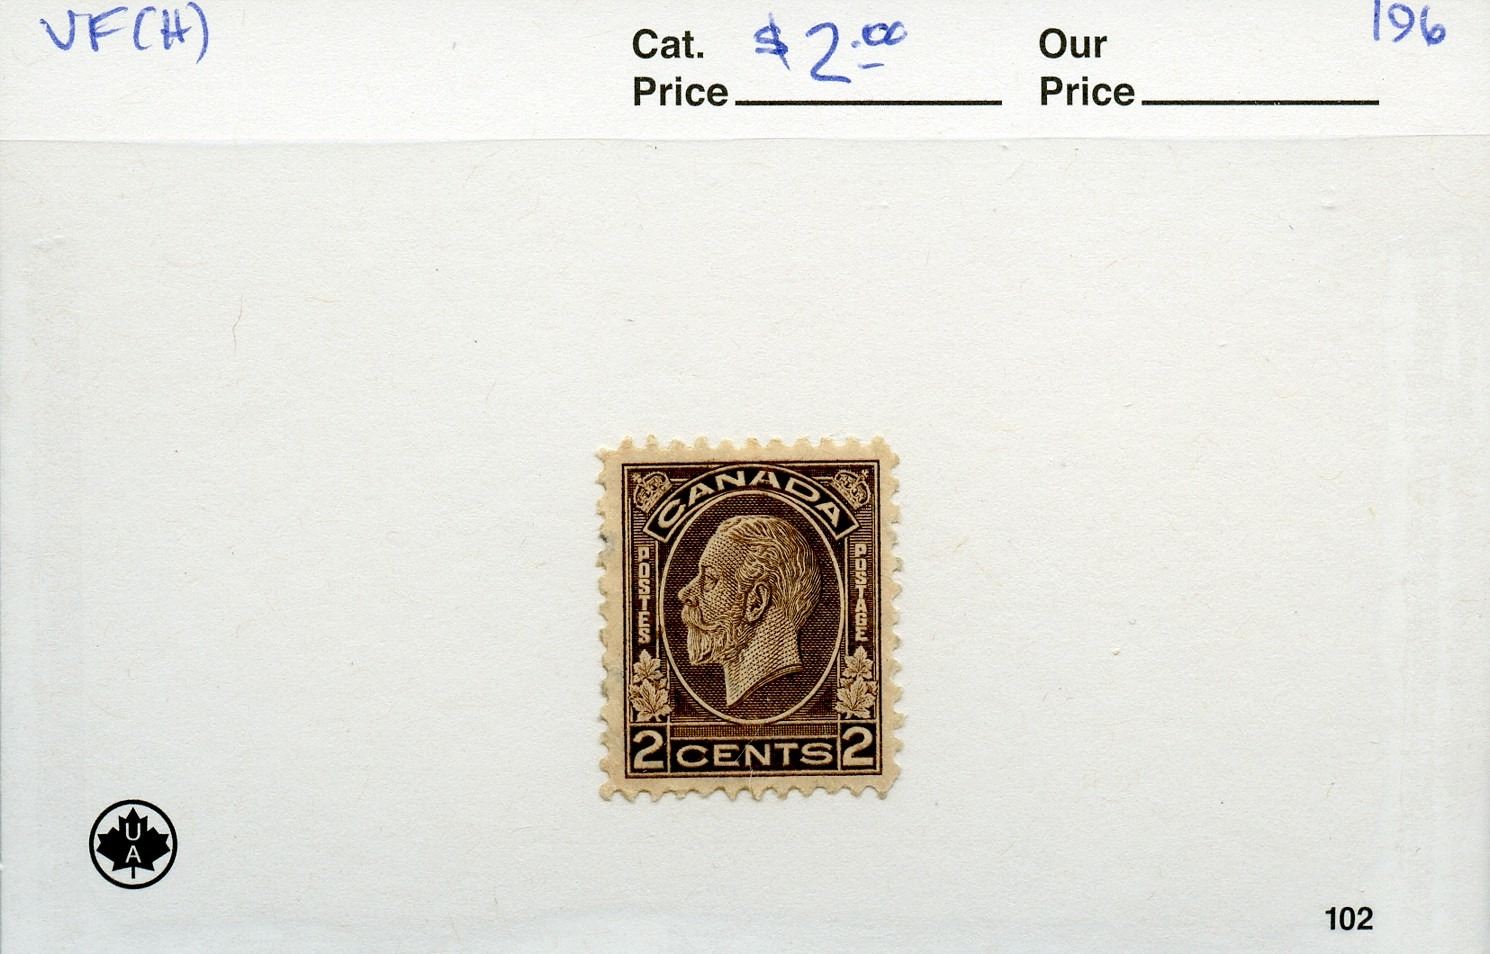 VF(H)
Cat.
Price $2.00
Our
Price
196
CANADA
POSTES
POSTAGE
2 CENTS 2
U
A
102